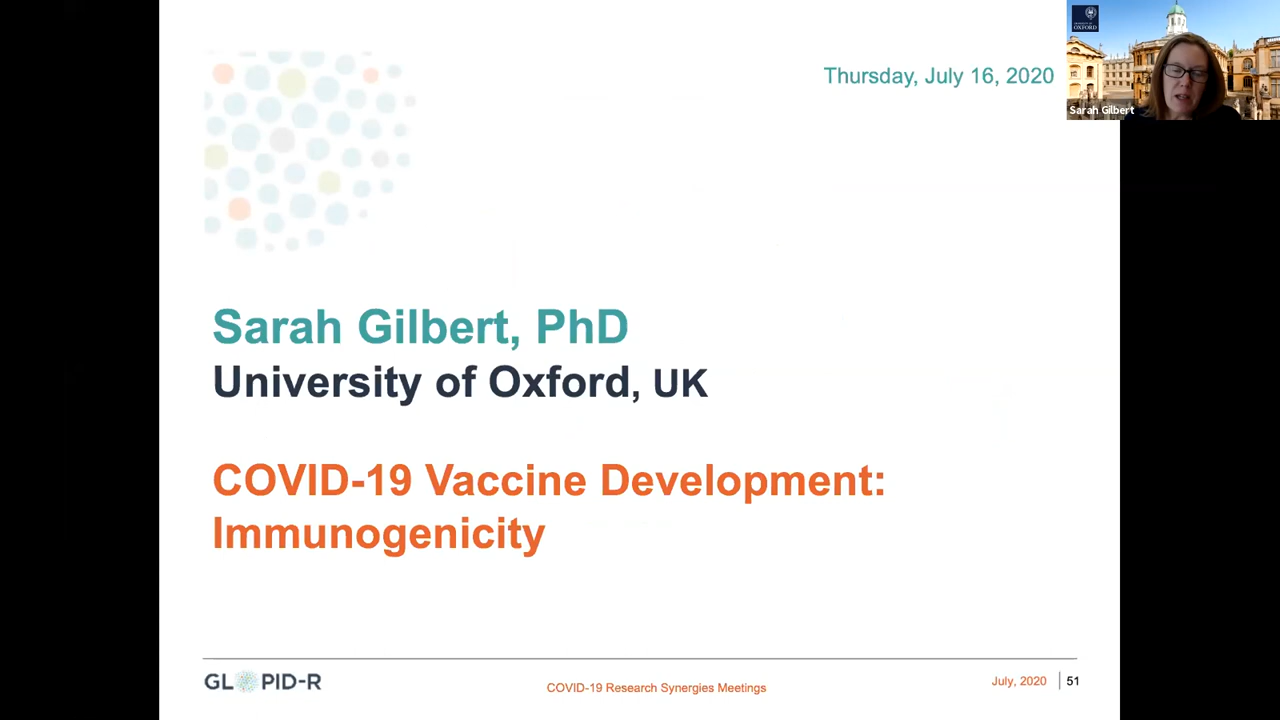 Thursday, July 16, 2020
OXFORD
Sarah Gilbert
Sarah Gilbert, PhD
University of Oxford, UK
COVID-19 Vaccine Development:
Immunogenicity
GLOPID-R
COVID-19 Research Synergies Meetings
July, 2020
51